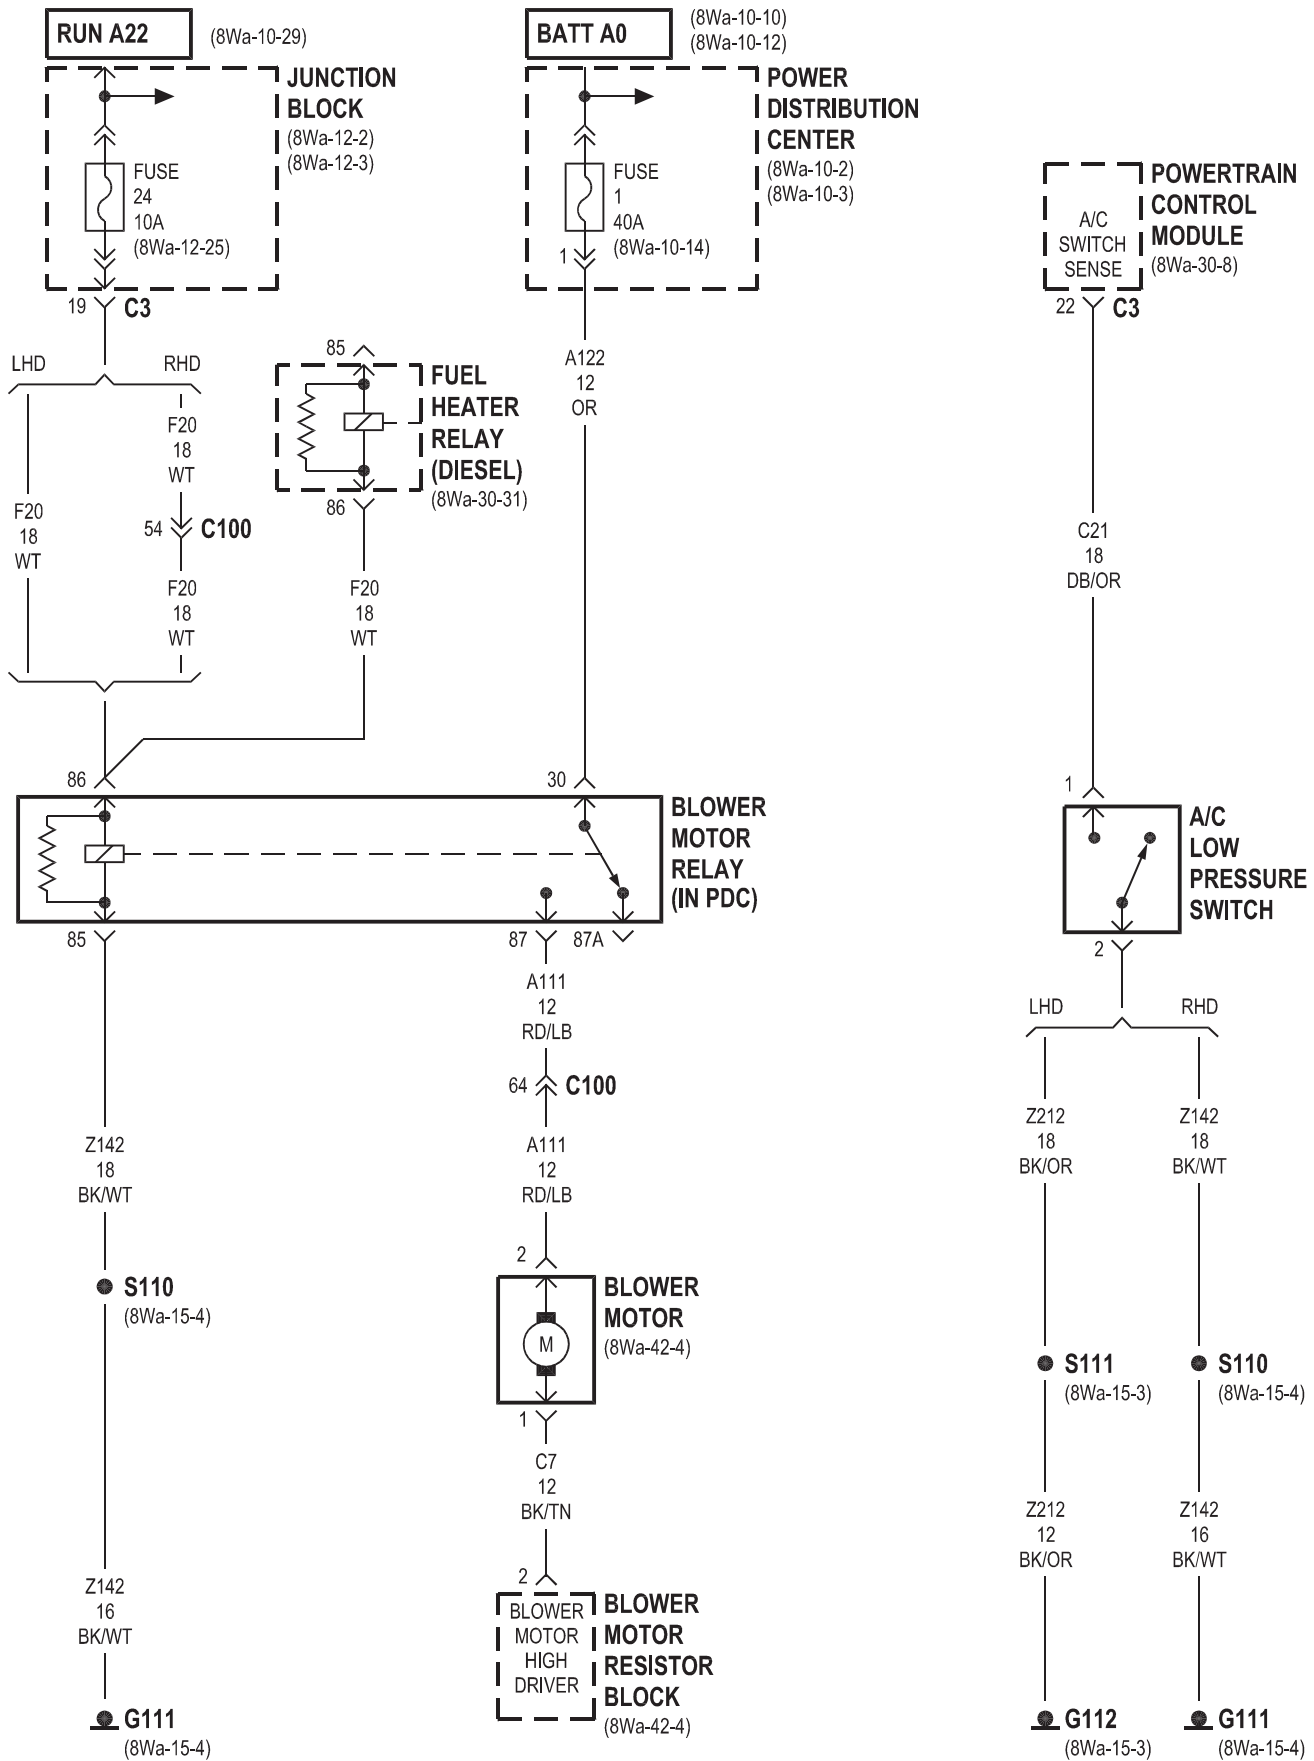 RUN A22
(8Wa-10-29)
JUNCTION
BLOCK
(8Wa-12-2)
(8Wa-12-3)
FUSE
24
10A
(8Wa-12-25)
19
C3
BATT A0
(8Wa-10-10)
(8Wa-10-12)
POWER
DISTRIBUTION
CENTER
(8Wa-10-2)
(8Wa-10-3)
FUSE
1
40A
(8Wa-10-14)
1
POWERTRAIN
CONTROL
MODULE
(8Wa-30-8)
A/C
SWITCH
SENSE
22
C3
LHD
RHD
F20
18
WT
54
C100
F20
18
WT
F20
18
WT
85
FUEL
HEATER
RELAY
(DIESEL)
(8Wa-30-31)
86
F20
18
WT
A122
12
OR
C21
18
DB/OR
86
30
BLOWER
MOTOR
RELAY
(IN PDC)
85
87
87A
1
A/C
LOW
PRESSURE
SWITCH
2
A111
12
RD/LB
64
C100
A111
12
RD/LB
Z142
18
BK/WT
S110
(8Wa-15-4)
Z142
16
BK/WT
G111
(8Wa-15-4)
2
BLOWER
MOTOR
(8Wa-42-4)
M
1
C7
12
BK/TN
2
BLOWER
MOTOR
HIGH
DRIVER
BLOWER
MOTOR
RESISTOR
BLOCK
(8Wa-42-4)
LHD
RHD
Z212
18
BK/OR
Z142
18
BK/WT
S111
(8Wa-15-3)
S110
(8Wa-15-4)
Z212
12
BK/OR
Z142
16
BK/WT
G112
(8Wa-15-3)
G111
(8Wa-15-4)